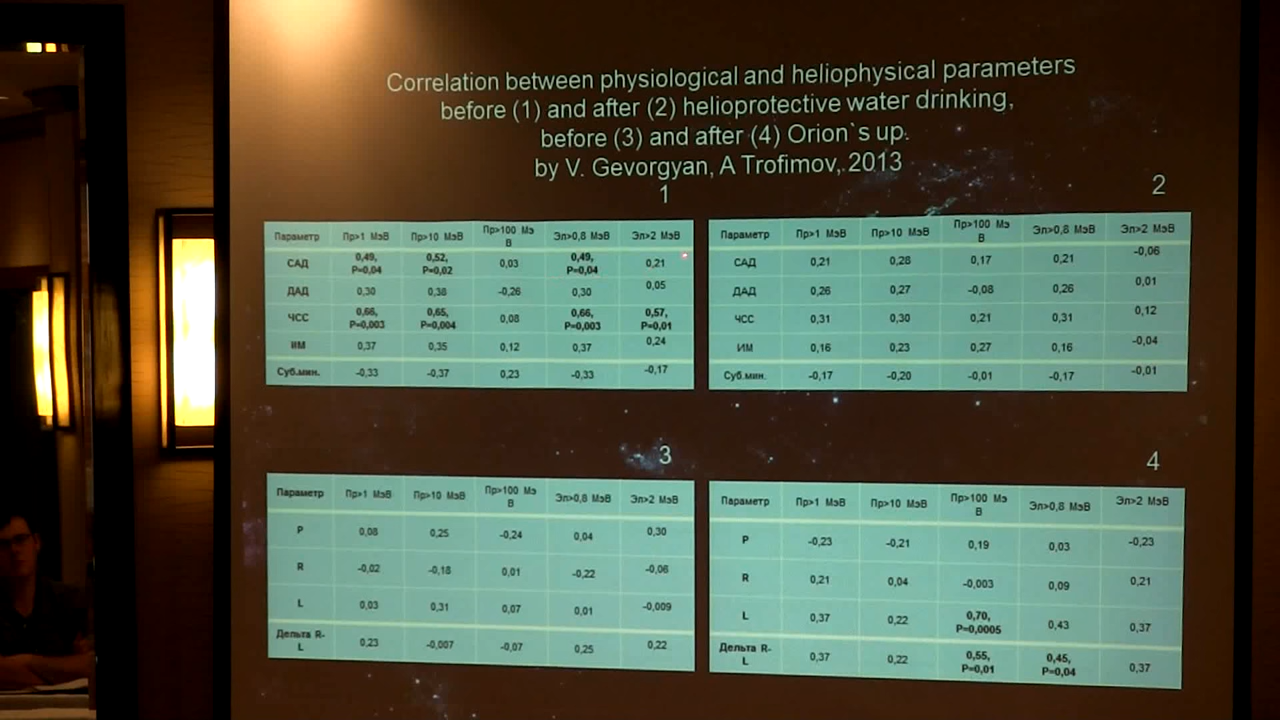 Correlation between physiological and heliophysical parameters
before (1) and after (2) helioprotective water drinking,
before (3) and after (4) Orion`s up.
by V. Gevorgyan, A Trofimov, 2013
1
Параметр Пр>1 МэВ Пр>10 МэВ Пр>100 МэВ Эл>0,8 МэВ Эл>2 МэВ
САД 0,49, P=0,04 0,52, P=0,02 0,03 0,49, P=0,04 0,21
ДАД 0,30 0,38 -0,26 0,30 0,05
ЧСС 0,66, P=0,003 0,65, P=0,004 0,08 0,66, P=0,003 0,57, P=0,01
ИМ 0,37 0,35 0,12 0,37 0,24
Суб.мин. -0,33 -0,37 0,23 -0,33 -0,17
2
Параметр Пр>1 МэВ Пр>10 МэВ Пр>100 МэВ Эл>0,8 МэВ Эл>2 МэВ
САД 0,21 0,28 0,17 0,21 -0,06
ДАД 0,26 0,27 -0,08 0,26 0,01
ЧСС 0,31 0,30 0,21 0,31 0,12
ИМ 0,16 0,23 0,27 0,16 -0,04
Суб.мин. -0,17 -0,20 -0,01 -0,17 -0,01
3
Параметр Пр>1 МэВ Пр>10 МэВ Пр>100 МэВ Эл>0,8 МэВ Эл>2 МэВ
P 0,08 0,25 -0,24 0,04 0,30
R -0,02 -0,18 0,01 -0,22 -0,06
L 0,03 0,31 0,07 0,01 -0,009
Дельта R-L 0,23 -0,007 -0,07 0,25 0,22
4
Параметр Пр>1 МэВ Пр>10 МэВ Пр>100 МэВ Эл>0,8 МэВ Эл>2 МэВ
P -0,23 -0,21 0,19 0,03 -0,23
R 0,21 0,04 -0,003 0,09 0,21
L 0,37 0,22 0,70, P=0,0005 0,43 0,37
Дельта R-L 0,37 0,22 0,55, P=0,01 0,45, P=0,04 0,37